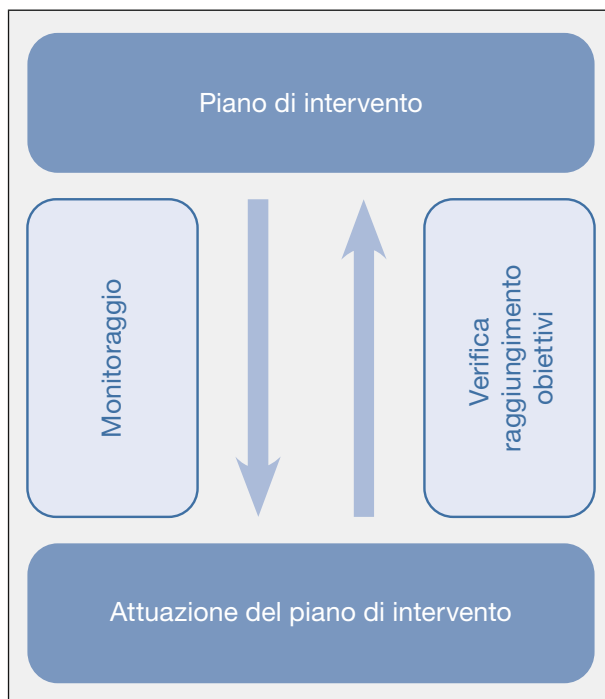 Piano di intervento
Monitoraggio
Verifica
raggiungimento
obiettivi
Attuazione del piano di intervento